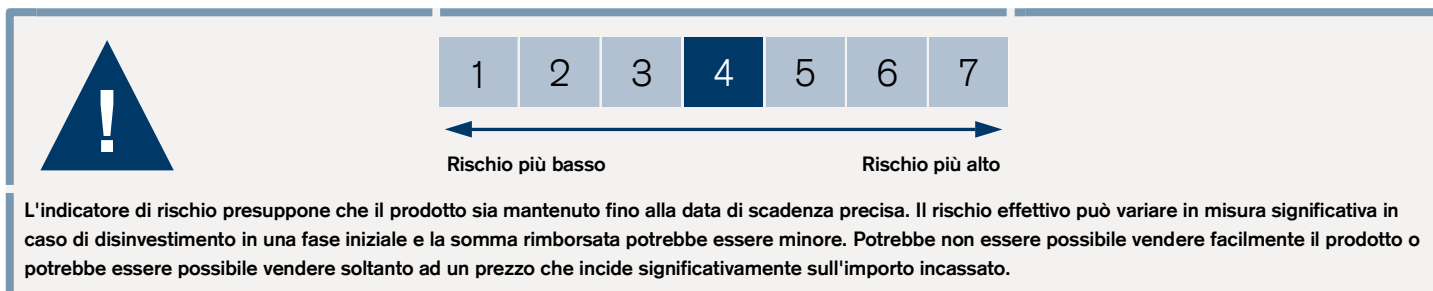 !
1 2 3 4 5 6 7
Rischio più basso Rischio più alto
L'indicatore di rischio presuppone che il prodotto sia mantenuto fino alla data di scadenza precisa. Il rischio effettivo può variare in misura significativa in
caso di disinvestimento in una fase iniziale e la somma rimborsata potrebbe essere minore. Potrebbe non essere possibile vendere facilmente il prodotto o
potrebbe essere possibile vendere soltanto ad un prezzo che incide significativamente sull'importo incassato.